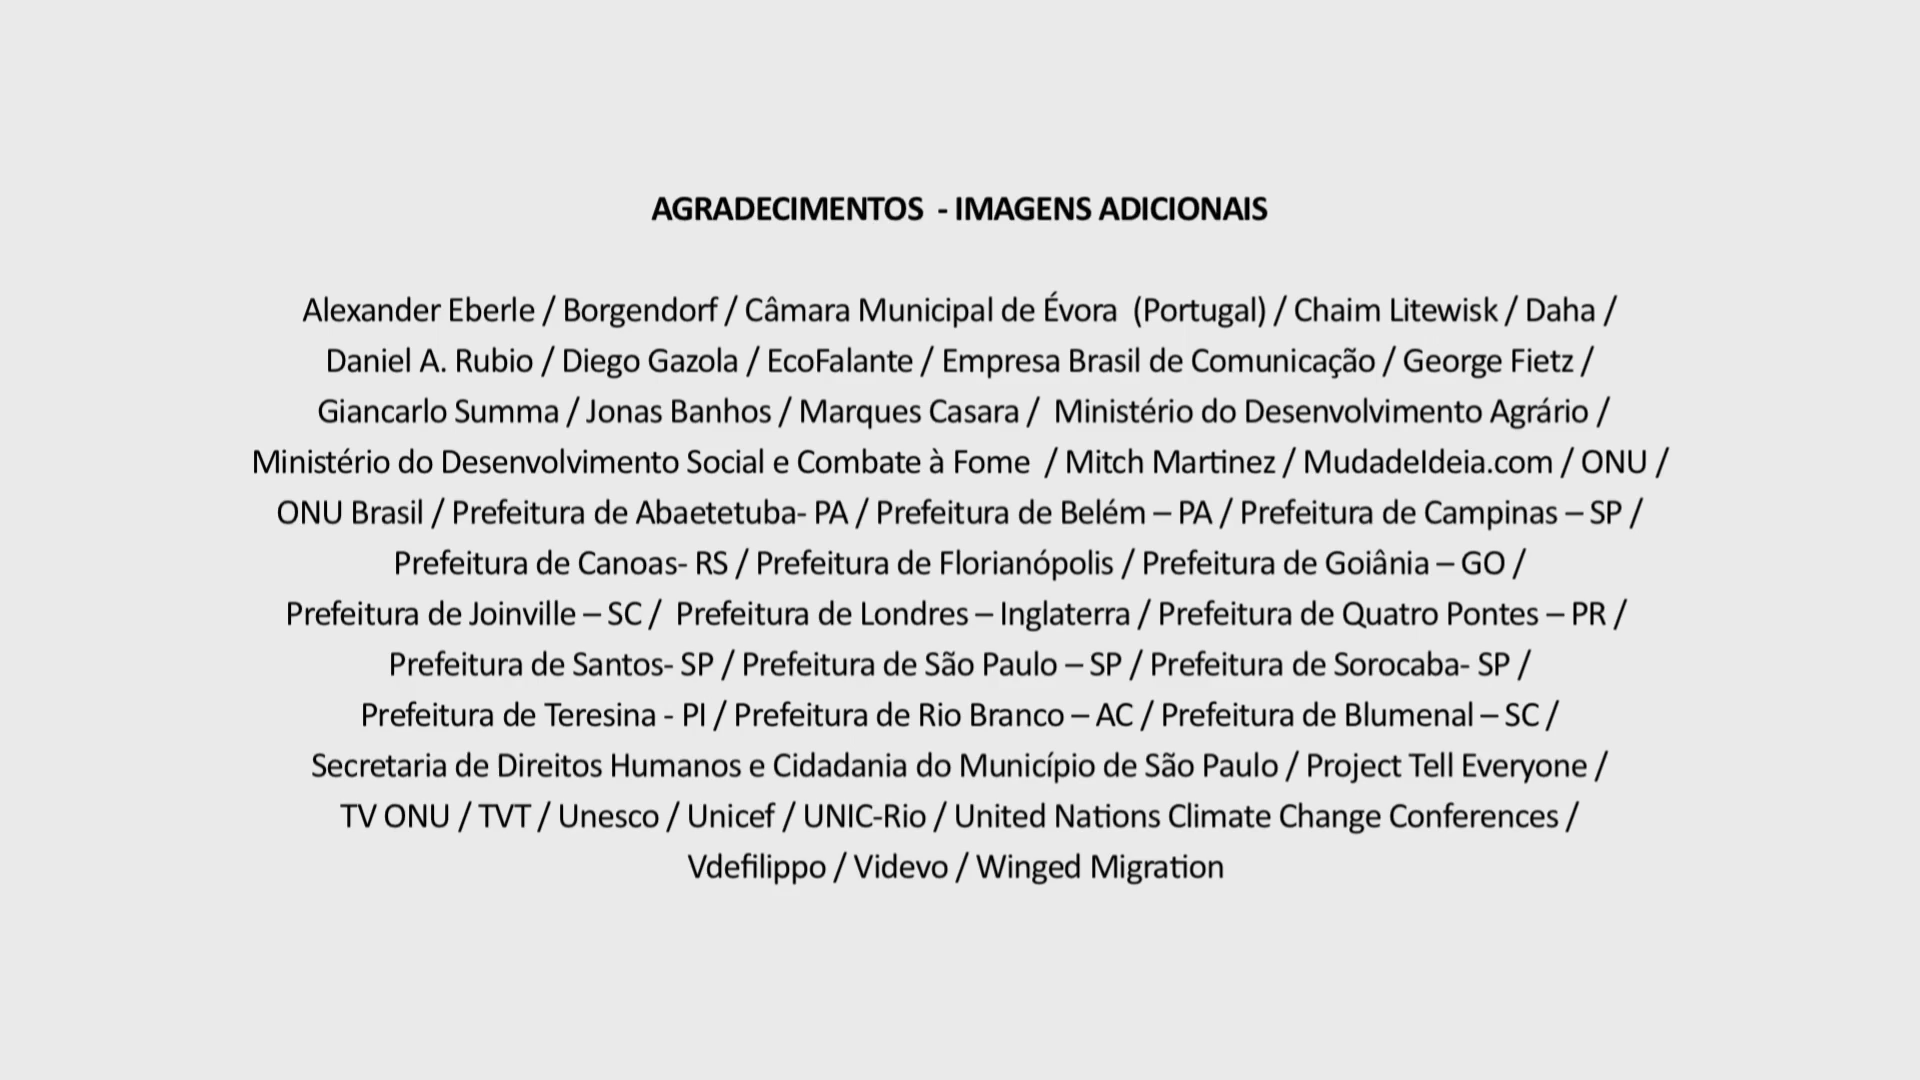 AGRADECIMENTOS - IMAGENS ADICIONAIS
Alexander Eberle / Borgendorf / Câmara Municipal de Évora (Portugal) / Chaim Litewisk / Daha /
Daniel A. Rubio / Diego Gazola / EcoFalante / Empresa Brasil de Comunicação / George Fietz /
Giancarlo Summa / Jonas Banhos / Marques Casara / Ministério do Desenvolvimento Agrário /
Ministério do Desenvolvimento Social e Combate à Fome / Mitch Martinez / MudadeIdeia.com / ONU /
ONU Brasil / Prefeitura de Abaetetuba- PA / Prefeitura de Belém – PA / Prefeitura de Campinas – SP /
Prefeitura de Canoas- RS / Prefeitura de Florianópolis / Prefeitura de Goiânia – GO /
Prefeitura de Joinville – SC / Prefeitura de Londres – Inglaterra / Prefeitura de Quatro Pontes – PR /
Prefeitura de Santos- SP / Prefeitura de São Paulo – SP / Prefeitura de Sorocaba- SP /
Prefeitura de Teresina - PI / Prefeitura de Rio Branco – AC / Prefeitura de Blumenal – SC /
Secretaria de Direitos Humanos e Cidadania do Município de São Paulo / Project Tell Everyone /
TV ONU / TVT / Unesco / Unicef / UNIC-Rio / United Nations Climate Change Conferences /
Vdefilippo / Videvo / Winged Migration